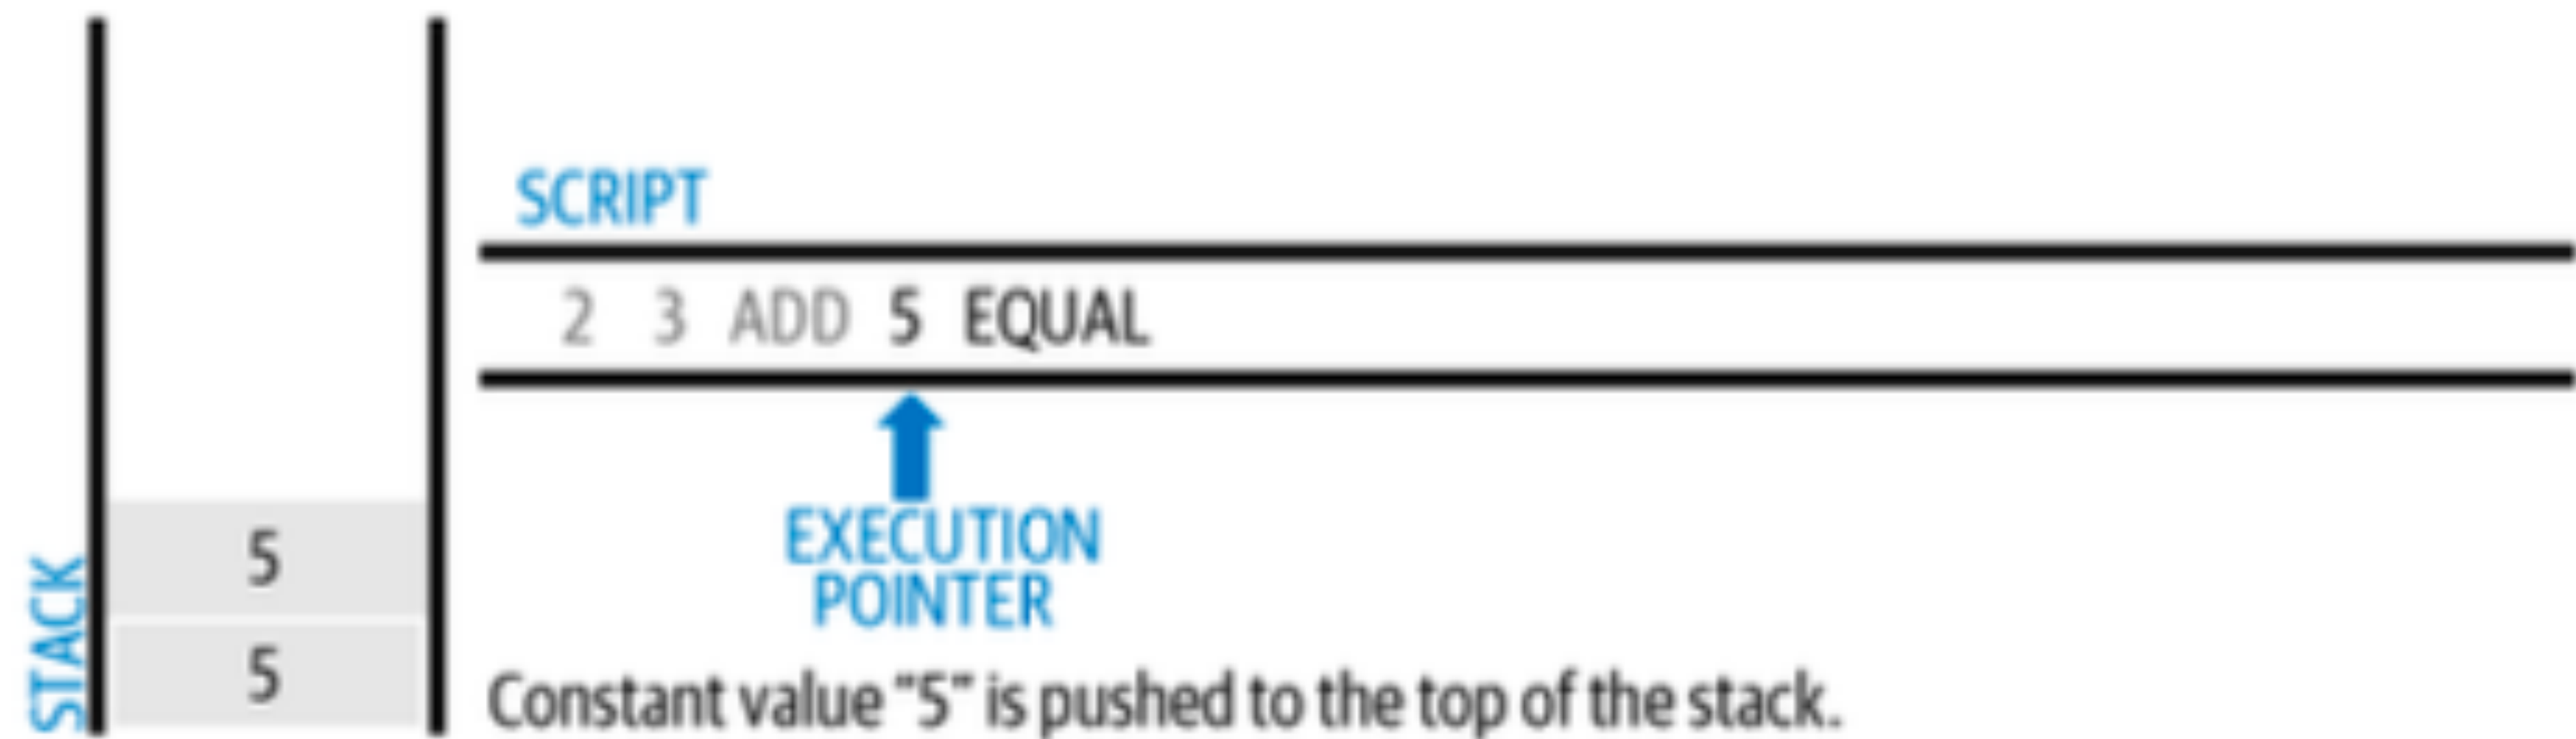 SCRIPT
2 3 ADD 5 EQUAL
EXECUTION
POINTER
STACK
5
5
Constant value "5" is pushed to the top of the stack.